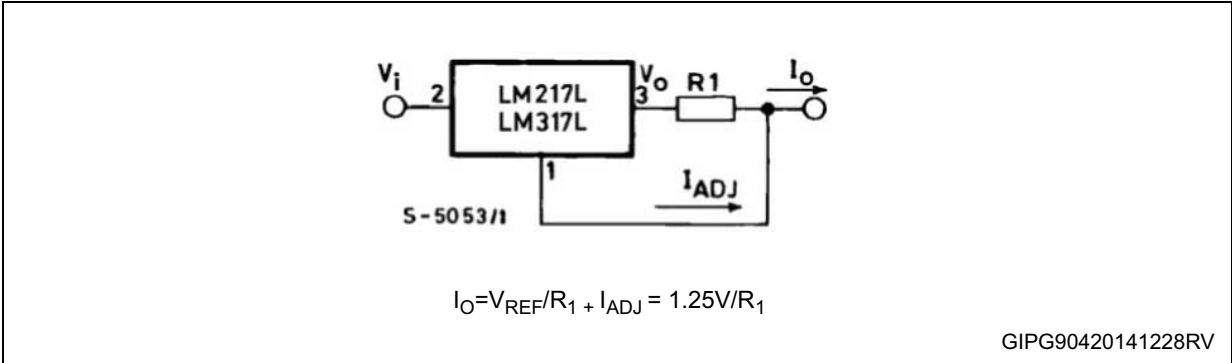 Vi
2
LM217L
LM317L
Vo
3
R1
IO
1
IADJ
S-5053/1
IO=VREF/R1 + IADJ = 1.25V/R1
GIPG90420141228RV